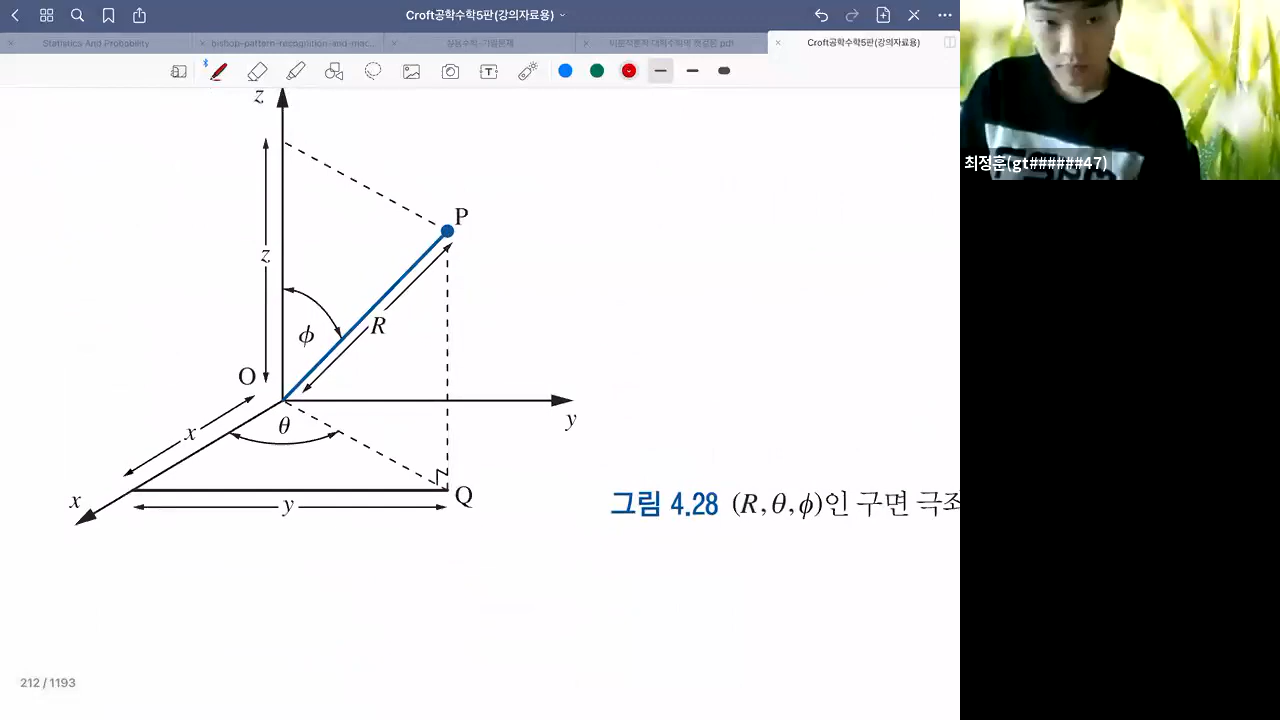 Croft공학수학5판(강의자료용)
Statistics And Probability
bishop-pattern-recognition-and-mac...
Croft공학수학5판(강의자료용)
T
z
P
z
ϕ
R
O
y
θ
x
x
Q
y
그림 4.28 (R, θ, ϕ)인 구면 극좌
212 / 1193
최정훈(gt######47)